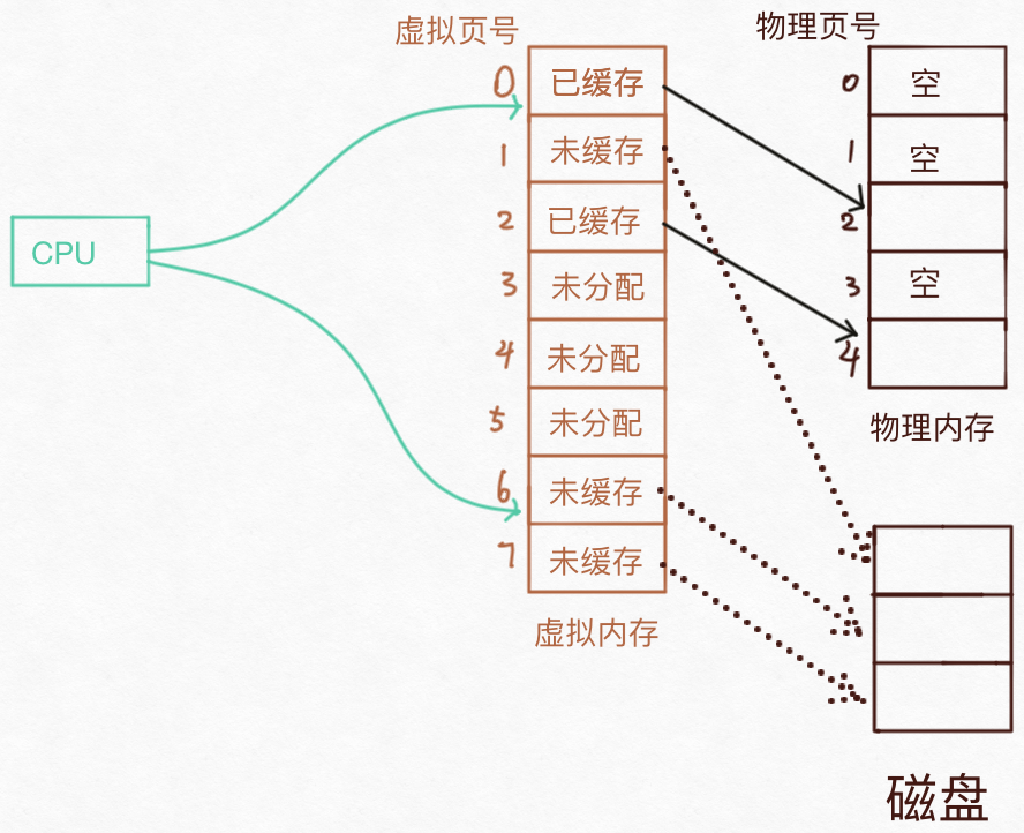 虚拟页号
物理页号
0 已缓存
1 未缓存
2 已缓存
3 未分配
4 未分配
5 未分配
6 未缓存
7 未缓存
虚拟内存
CPU
0 空
1 空
2
3 空
4
物理内存
磁盘